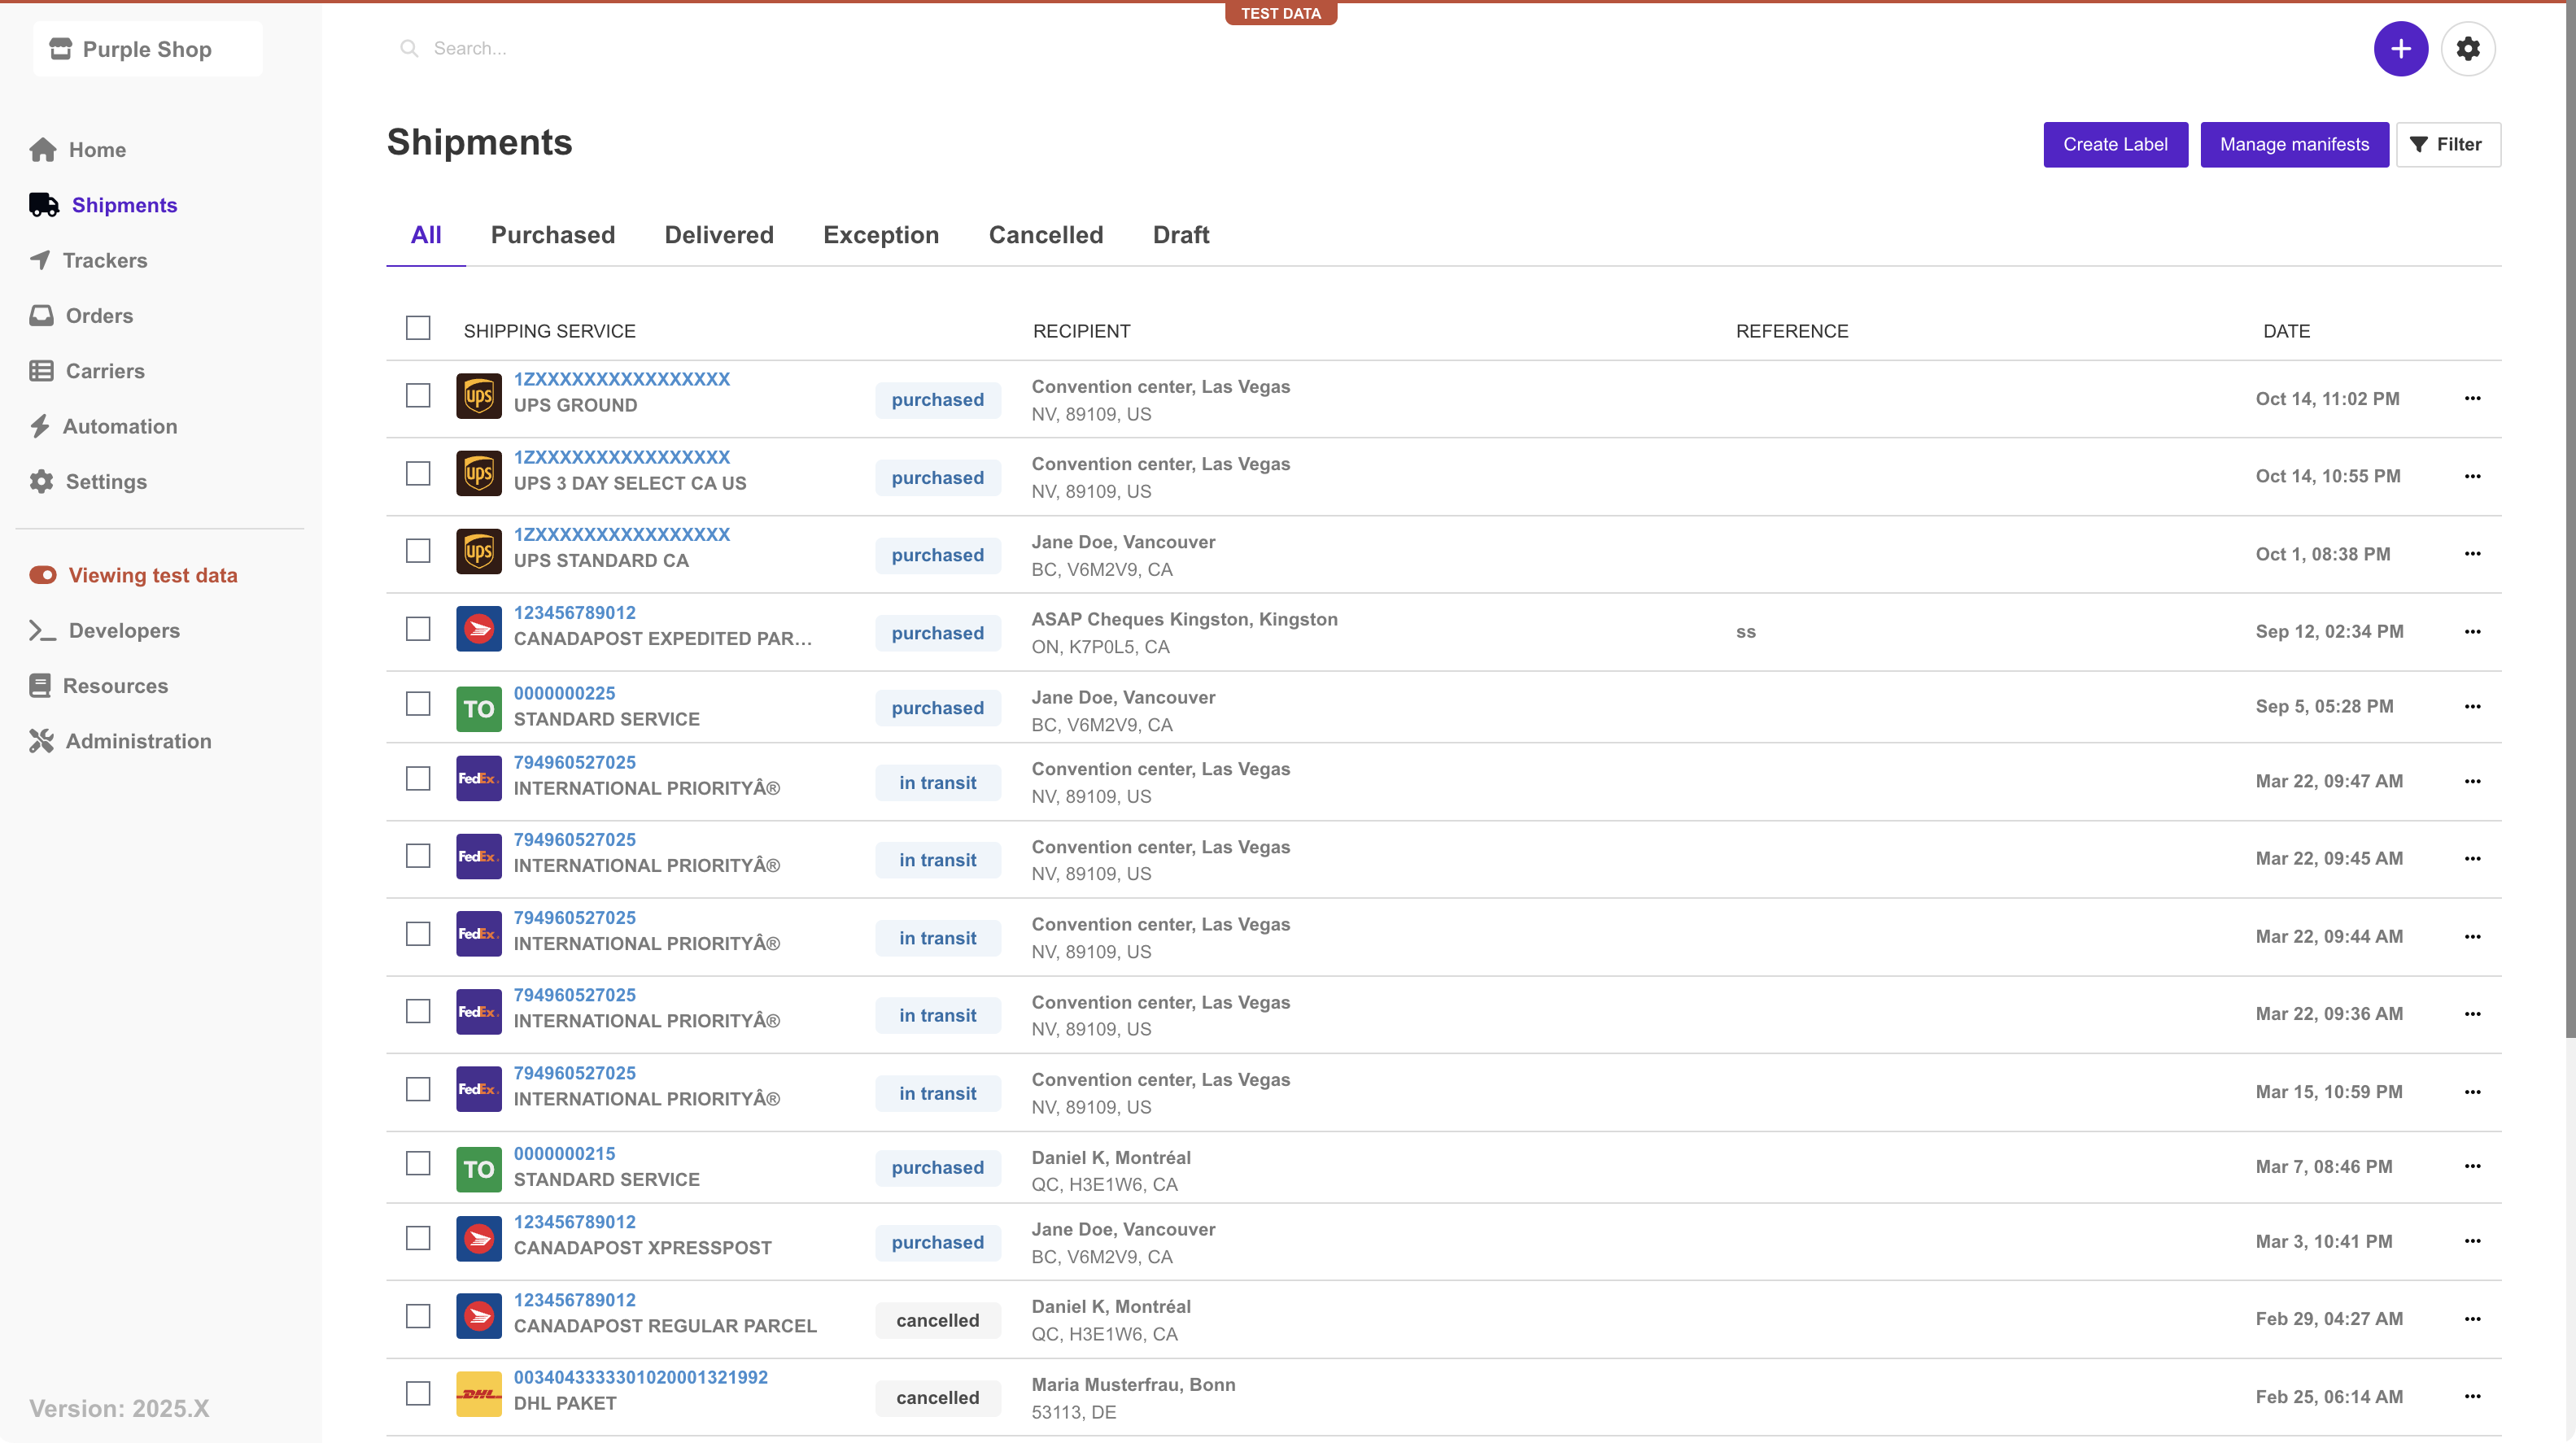 TEST DATA
Purple Shop
Search...
Home
Shipments
Trackers
Orders
Carriers
Automation
Settings
Viewing test data
Developers
Resources
Administration
Version: 2025.X
Shipments
Create Label
Manage manifests
Filter
All Purchased Delivered Exception Cancelled Draft
SHIPPING SERVICE RECIPIENT REFERENCE DATE
ups 1ZXXXXXXXXXXXXXXXX
UPS GROUND
purchased
Convention center, Las Vegas
NV, 89109, US
Oct 14, 11:02 PM
ups 1ZXXXXXXXXXXXXXXXX
UPS 3 DAY SELECT CA US
purchased
Convention center, Las Vegas
NV, 89109, US
Oct 14, 10:55 PM
ups 1ZXXXXXXXXXXXXXXXX
UPS STANDARD CA
purchased
Jane Doe, Vancouver
BC, V6M2V9, CA
Oct 1, 08:38 PM
123456789012
CANADAPOST EXPEDITED PAR...
purchased
ASAP Cheques Kingston, Kingston
ON, K7P0L5, CA
ss
Sep 12, 02:34 PM
TO 0000000225
STANDARD SERVICE
purchased
Jane Doe, Vancouver
BC, V6M2V9, CA
Sep 5, 05:28 PM
FedEx 794960527025
INTERNATIONAL PRIORITYÂ®
in transit
Convention center, Las Vegas
NV, 89109, US
Mar 22, 09:47 AM
FedEx 794960527025
INTERNATIONAL PRIORITYÂ®
in transit
Convention center, Las Vegas
NV, 89109, US
Mar 22, 09:45 AM
FedEx 794960527025
INTERNATIONAL PRIORITYÂ®
in transit
Convention center, Las Vegas
NV, 89109, US
Mar 22, 09:44 AM
FedEx 794960527025
INTERNATIONAL PRIORITYÂ®
in transit
Convention center, Las Vegas
NV, 89109, US
Mar 22, 09:36 AM
FedEx 794960527025
INTERNATIONAL PRIORITYÂ®
in transit
Convention center, Las Vegas
NV, 89109, US
Mar 15, 10:59 PM
TO 0000000215
STANDARD SERVICE
purchased
Daniel K, Montréal
QC, H3E1W6, CA
Mar 7, 08:46 PM
123456789012
CANADAPOST XPRESSPOST
purchased
Jane Doe, Vancouver
BC, V6M2V9, CA
Mar 3, 10:41 PM
123456789012
CANADAPOST REGULAR PARCEL
cancelled
Daniel K, Montréal
QC, H3E1W6, CA
Feb 29, 04:27 AM
DHL 00340433333010200013​21992
DHL PAKET
cancelled
Maria Musterfrau, Bonn
53113, DE
Feb 25, 06:14 AM